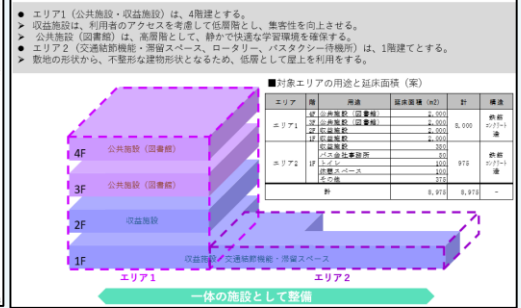 ● エリア1（公共施設・収益施設）は、4階建とする。
➤ 収益施設は、利用者のアクセスを考慮して低層階とし、集客性を向上させる。
➤ 公共施設（図書館）は、高層階として、静かで快適な学習環境を確保する。
● エリア2（交通結節機能・滞留スペース、ロータリー、バスタクシー待機所）は、1階建てとする。
➤ 敷地の形状から、不整形な建物形状となるため、低層として屋上を利用をする。
■対象エリアの用途と延床面積（案）
エリア 階 用途 延床面積（m2） 計 構造
エリア1 4F 公共施設（図書館） 2,000 8,000 鉄筋コンクリート造
3F 公共施設（図書館） 2,000
2F 収益施設 2,000
1F 収益施設 2,000
エリア2 1F 収益施設 320 975 鉄筋コンクリート造
バス会社事務所 80
トイレ 100
休憩スペース 100
その他 375
計 8,975 8,975 -
4F 公共施設（図書館）
3F 公共施設（図書館）
2F 収益施設
1F 収益施設／交通結節機能・滞留スペース
エリア1 エリア2
一体の施設として整備